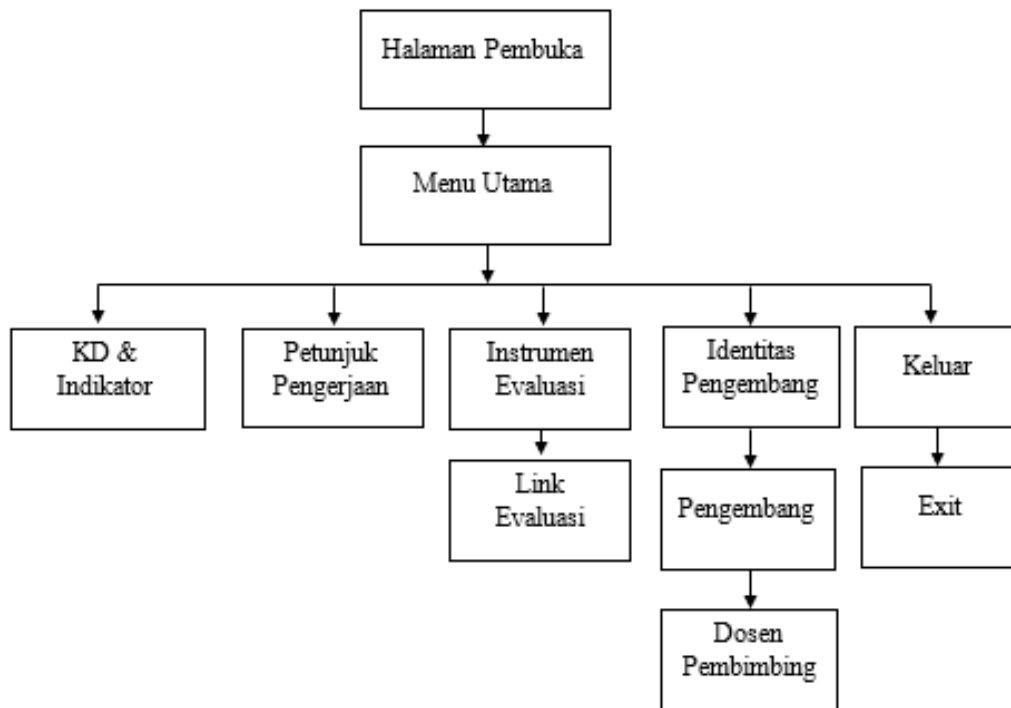 Halaman Pembuka
Menu Utama
KD &
Indikator
Petunjuk
Pengerjaan
Instrumen
Evaluasi
Identitas
Pengembang
Keluar
Link
Evaluasi
Pengembang
Exit
Dosen
Pembimbing